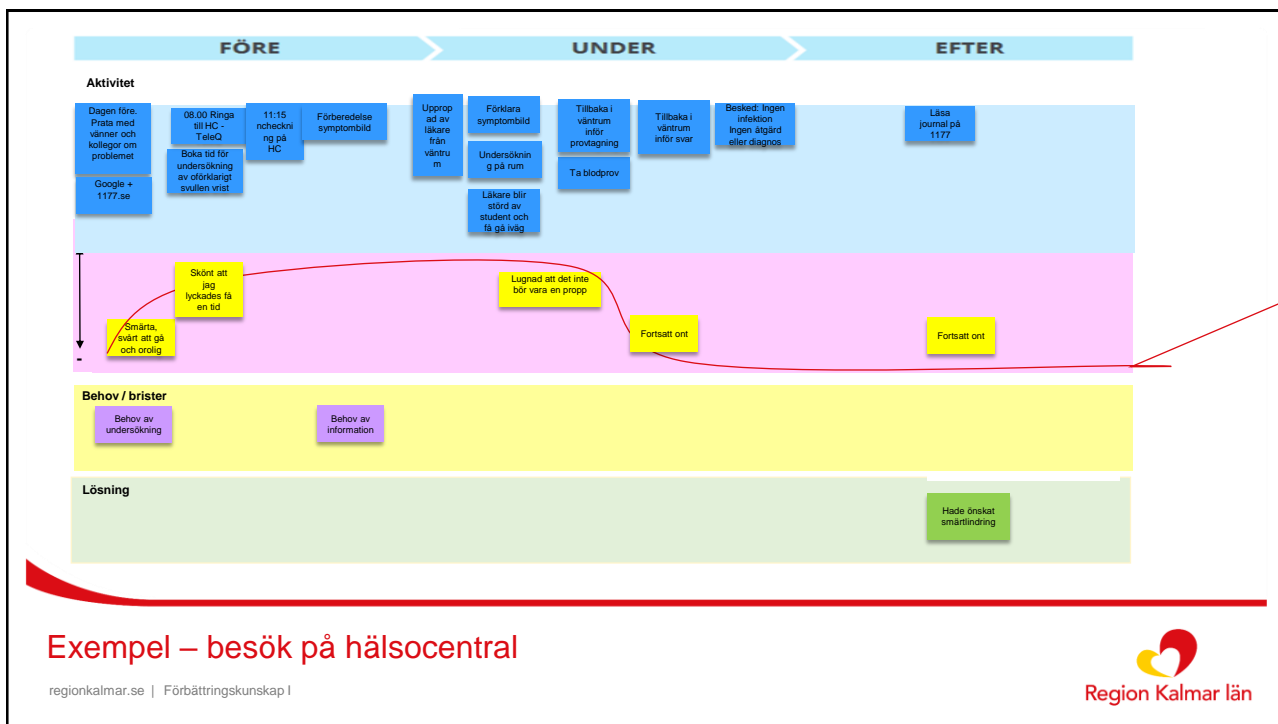 FÖRE
UNDER
EFTER
Aktivitet
Dagen före.
Prata med
vänner och
kollegor om
problemet
Google +
1177.se
08.00 Ringa
till HC -
TeleQ
Boka tid för
undersökning
av oförklarigt
svullen vrist
11:15
ncheckni
ng på
HC
Förberedelse
symptombild
Upprop
ad av
läkare
från
väntru
m
Förklara
symptombild
Undersöknin
g på rum
Läkare blir
störd av
student och
få gå iväg
Tillbaka i
väntrum
inför
provtagning
Ta blodprov
Tillbaka i
väntrum
inför svar
Besked: Ingen
infektion
Ingen åtgärd
eller diagnos
Läsa
journal på
1177
Skönt att
jag
lyckades få
en tid
Smärta,
svårt att gå
och orolig
Lugnad att det inte
bör vara en propp
Fortsatt ont
Fortsatt ont
-
Behov / brister
Behov av
undersökning
Behov av
information
Lösning
Hade önskat
smärtlindring
Exempel – besök på hälsocentral
regionkalmar.se | Förbättringskunskap I
Region Kalmar län